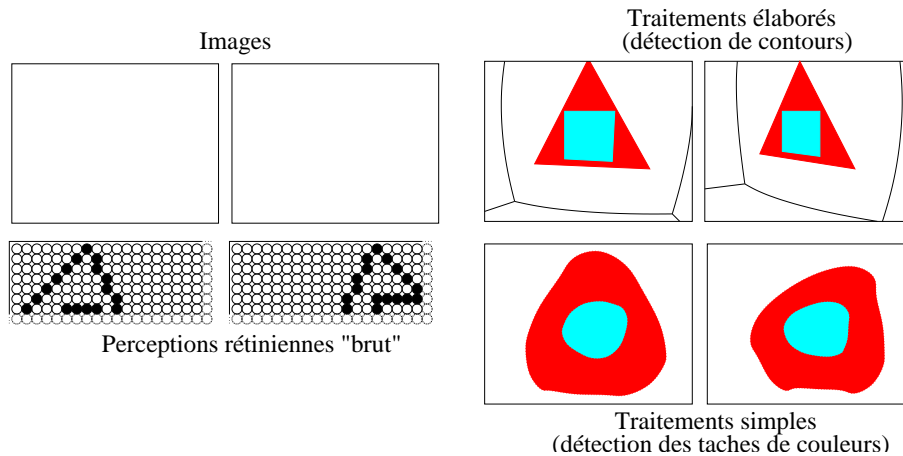 Images
Traitements élaborés
(détection de contours)
Perceptions rétiniennes "brut"
Traitements simples
(détection des taches de couleurs)